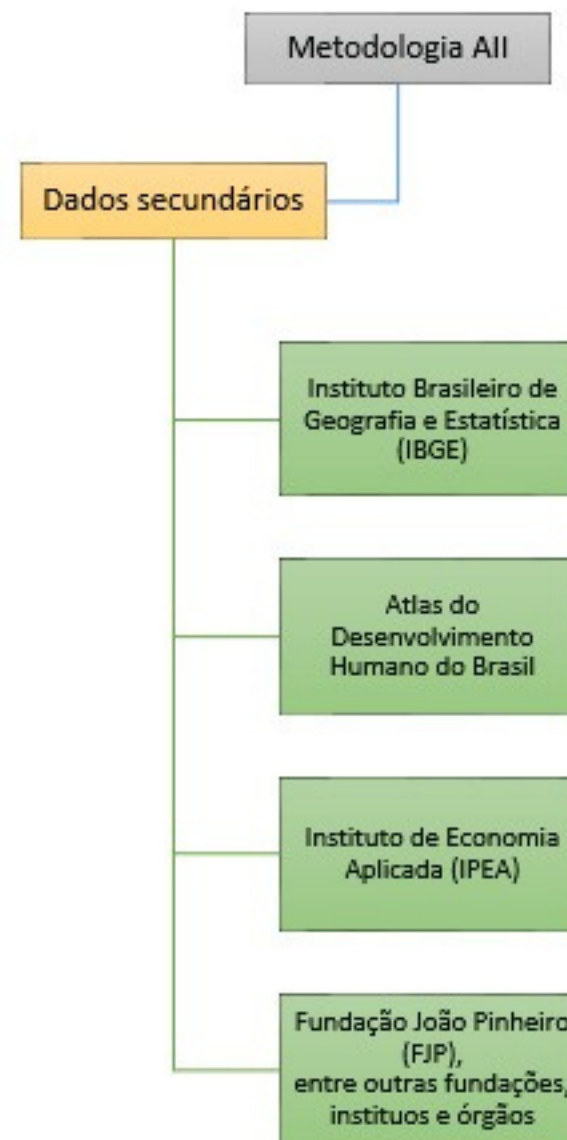 Metodologia AII
Dados secundários
Instituto Brasileiro de
Geografia e Estatística
(IBGE)
Atlas do
Desenvolvimento
Humano do Brasil
Instituto de Economia
Aplicada (IPEA)
Fundação João Pinheiro
(FJP),
entre outras fundações,
instituos e órgãos